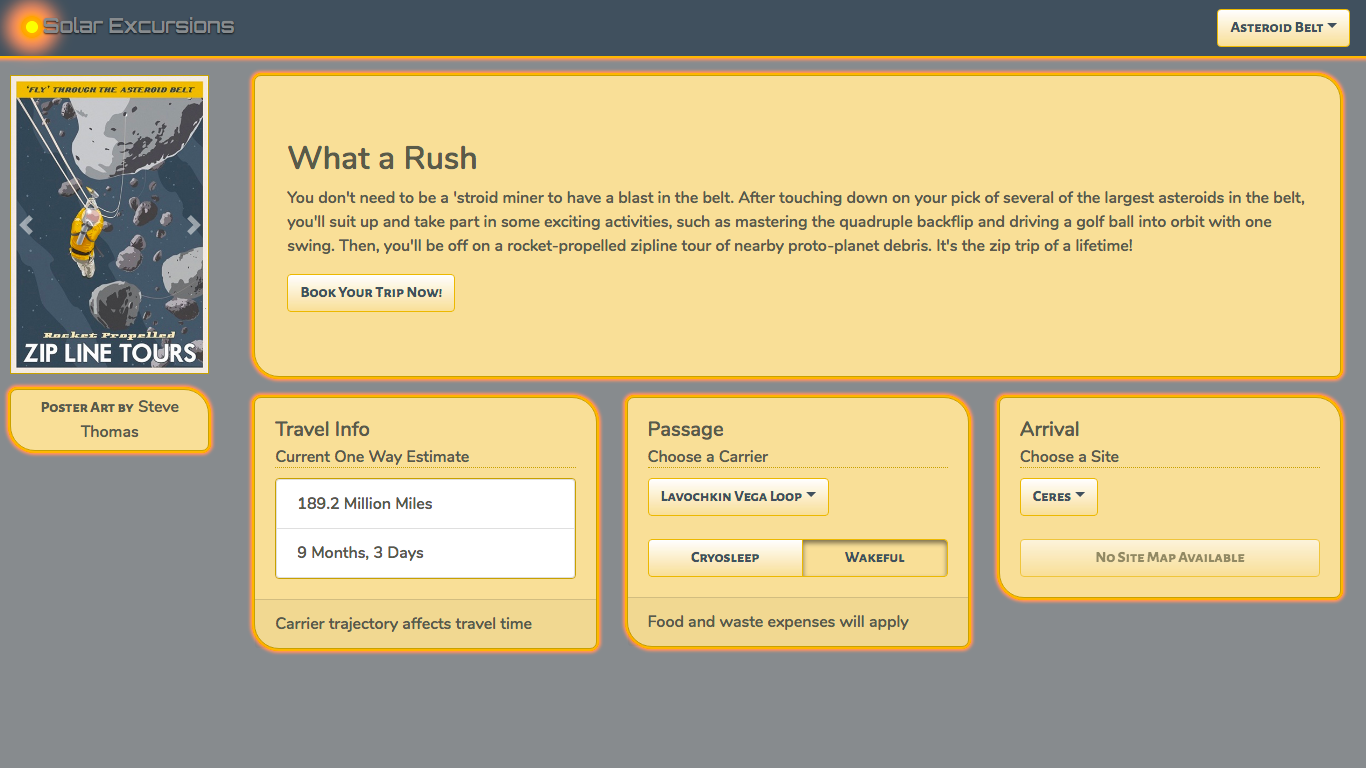 Solar Excursions
Asteroid Belt
'FLY' THROUGH THE ASTEROID BELT
Rocket Propelled
ZIP LINE TOURS
Poster Art by Steve
Thomas
What a Rush
You don't need to be a 'stroid miner to have a blast in the belt. After touching down on your pick of several of the largest asteroids in the belt,
you'll suit up and take part in some exciting activities, such as mastering the quadruple backflip and driving a golf ball into orbit with one
swing. Then, you'll be off on a rocket-propelled zipline tour of nearby proto-planet debris. It's the zip trip of a lifetime!
Book Your Trip Now!
Travel Info
Current One Way Estimate
189.2 Million Miles
9 Months, 3 Days
Carrier trajectory affects travel time
Passage
Choose a Carrier
Lavochkin Vega Loop
Cryosleep Wakeful
Food and waste expenses will apply
Arrival
Choose a Site
Ceres
No Site Map Available